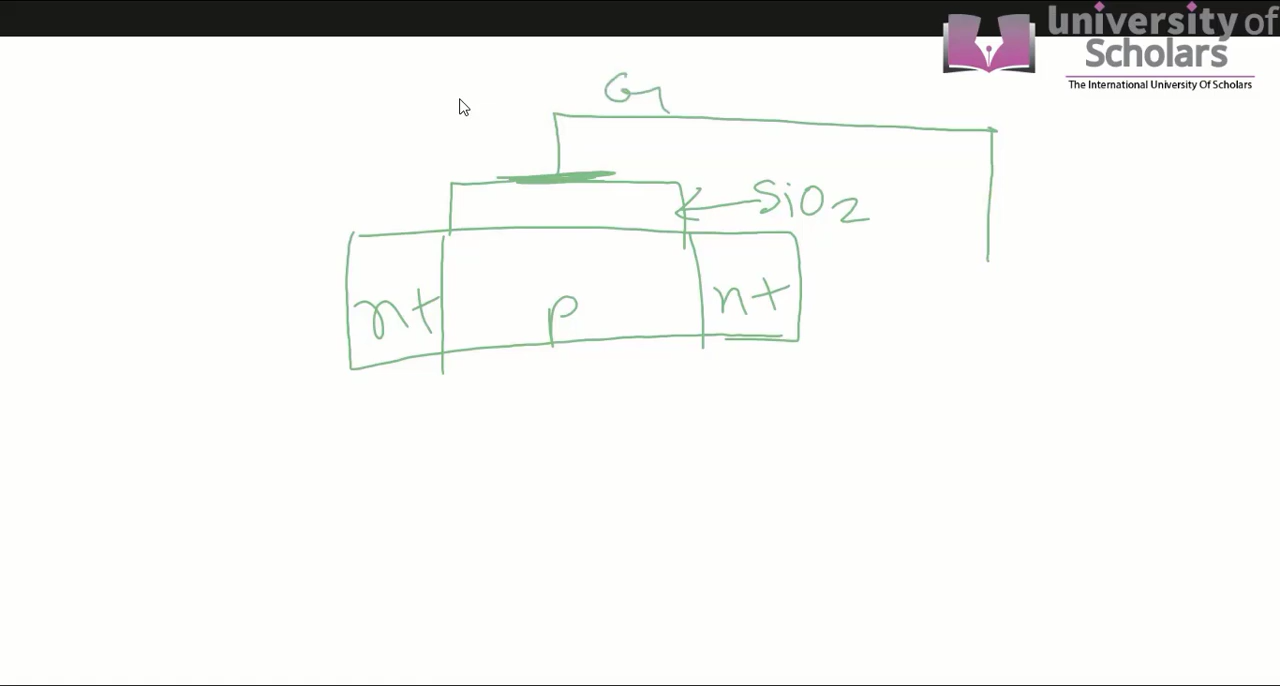 University of
Scholars
The International University Of Scholars
G
SiO2
n+
p
n+